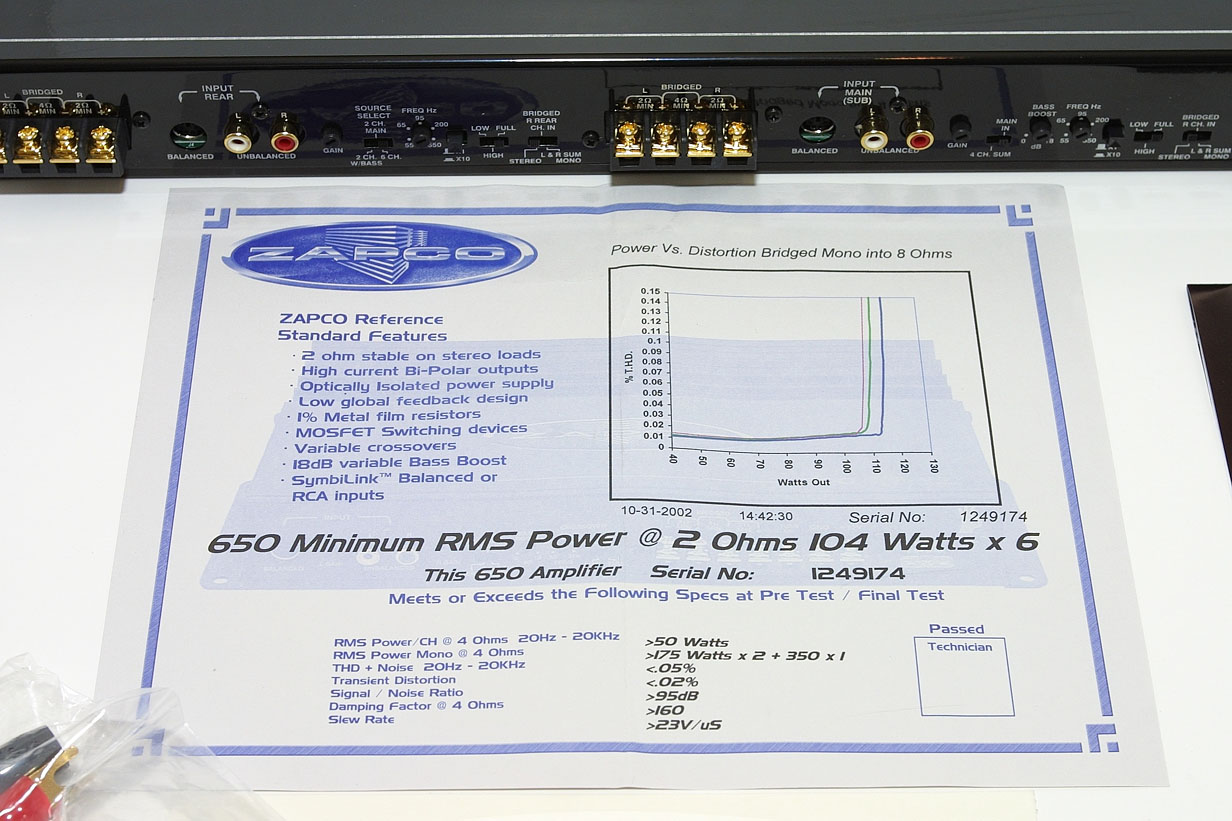 L BRIDGED R
2Ω MIN 4Ω MIN 2Ω MIN
INPUT
REAR
BALANCED
UNBALANCED
GAIN
SOURCE
SELECT
2 CH.
MAIN
2 CH. 6 CH.
W/BASS
FREQ Hz
95
65 200
55 350
X10
LOW FULL
HIGH
BRIDGED
R REAR
CH. IN
STEREO L & R SUM
MONO
L BRIDGED R
2Ω MIN 4Ω MIN 2Ω MIN
INPUT
MAIN
(SUB)
BALANCED
UNBALANCED
GAIN
MAIN
IN
4 CH. SUM
BASS
BOOST
0 18
dB
FREQ Hz
95
65 200
55 350
X10
LOW FULL
HIGH
BRIDGED
R CH. IN
STEREO L & R SUM
MONO
ZAPCO
ZAPCO Reference
Standard Features
· 2 ohm stable on stereo loads
· High current Bi-Polar outputs
· Optically Isolated power supply
· Low global feedback design
· 1% Metal film resistors
· MOSFET Switching devices
· Variable crossovers
· 18dB variable Bass Boost
· SymbiLink™ Balanced or
RCA inputs
Power Vs. Distortion Bridged Mono into 8 Ohms
0.15
0.14
0.13
0.12
0.11
0.1
0.09
0.08
0.07
0.06
0.05
0.04
0.03
0.02
0.01
0
% T.H.D.
40 50 60 70 80 90 100 110 120 130
Watts Out
10-31-2002 14:42:30 Serial No: 1249174
650 Minimum RMS Power @ 2 Ohms 104 Watts x 6
This 650 Amplifier Serial No: 1249174
Meets or Exceeds the Following Specs at Pre Test / Final Test
RMS Power/CH @ 4 Ohms 20Hz - 20KHz >50 Watts
RMS Power Mono @ 4 Ohms >175 Watts x 2 + 350 x 1
THD + Noise 20Hz - 20KHz <.05%
Transient Distortion <.02%
Signal / Noise Ratio >95dB
Damping Factor @ 4 Ohms >160
Slew Rate >23V/uS
Passed
Technician